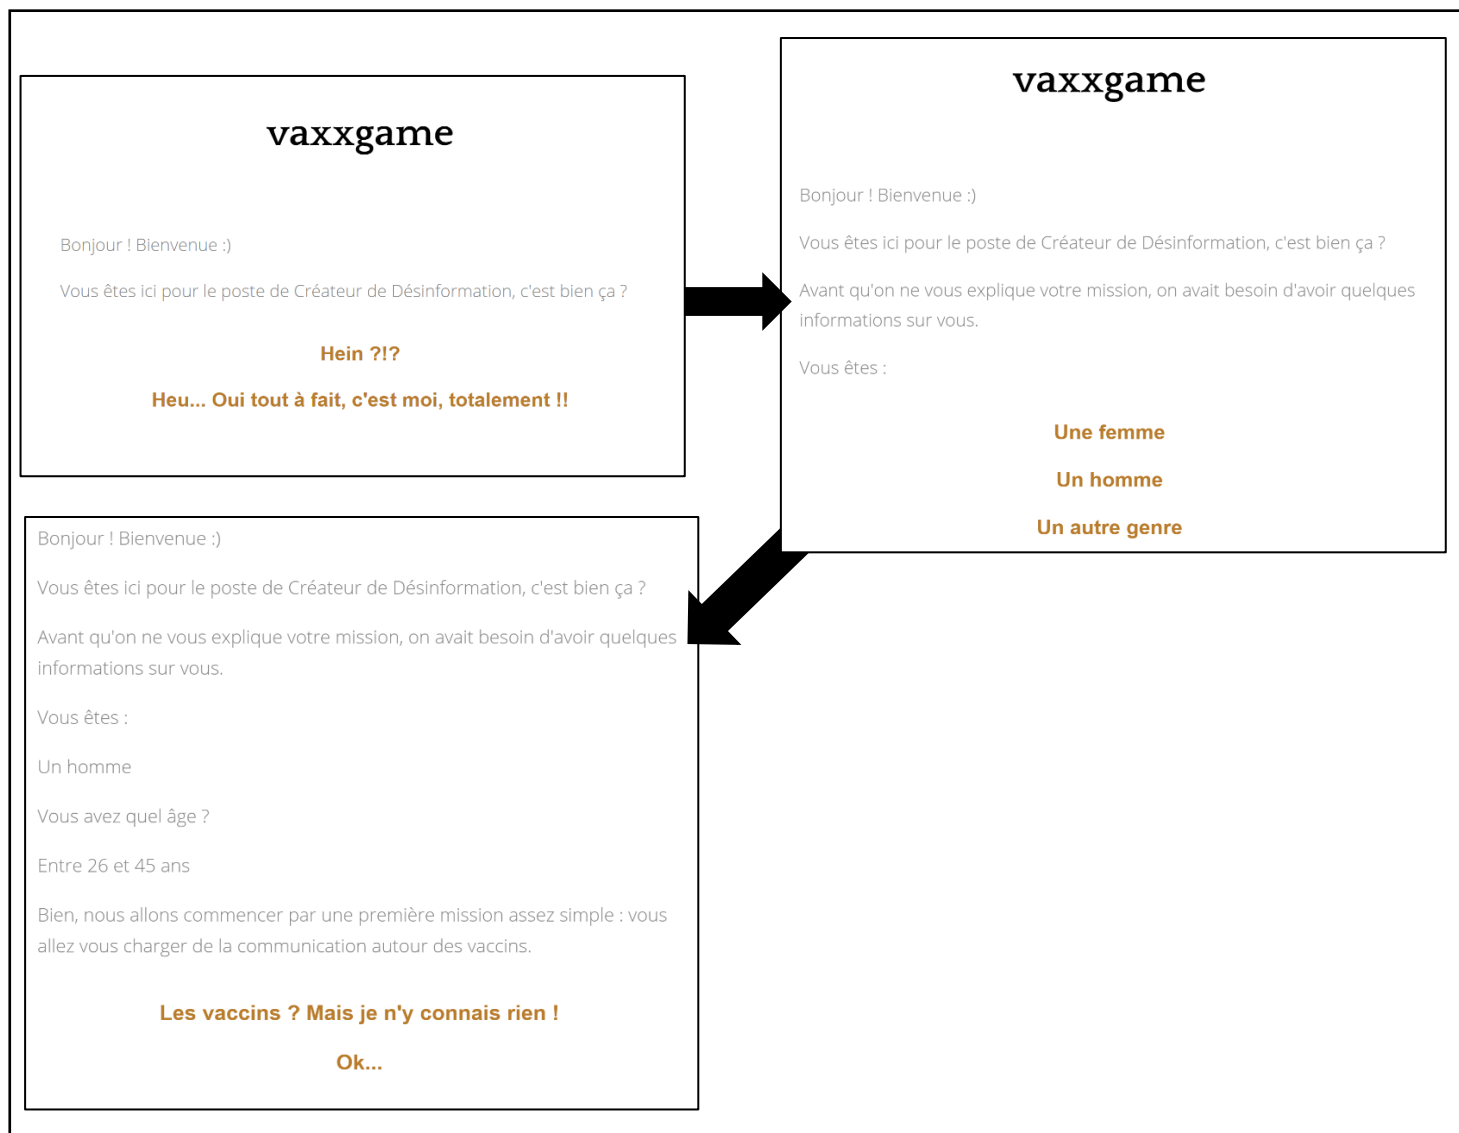 vaxxgame
Bonjour ! Bienvenue :)
Vous êtes ici pour le poste de Créateur de Désinformation, c'est bien ça ?
Hein ?!?
Heu... Oui tout à fait, c'est moi, totalement !!
vaxxgame
Bonjour ! Bienvenue :)
Vous êtes ici pour le poste de Créateur de Désinformation, c'est bien ça ?
Avant qu'on ne vous explique votre mission, on avait besoin d'avoir quelques
informations sur vous.
Vous êtes :
Une femme
Un homme
Un autre genre
Bonjour ! Bienvenue :)
Vous êtes ici pour le poste de Créateur de Désinformation, c'est bien ça ?
Avant qu'on ne vous explique votre mission, on avait besoin d'avoir quelques
informations sur vous.
Vous êtes :
Un homme
Vous avez quel âge ?
Entre 26 et 45 ans
Bien, nous allons commencer par une première mission assez simple : vous
allez vous charger de la communication autour des vaccins.
Les vaccins ? Mais je n'y connais rien !
Ok...